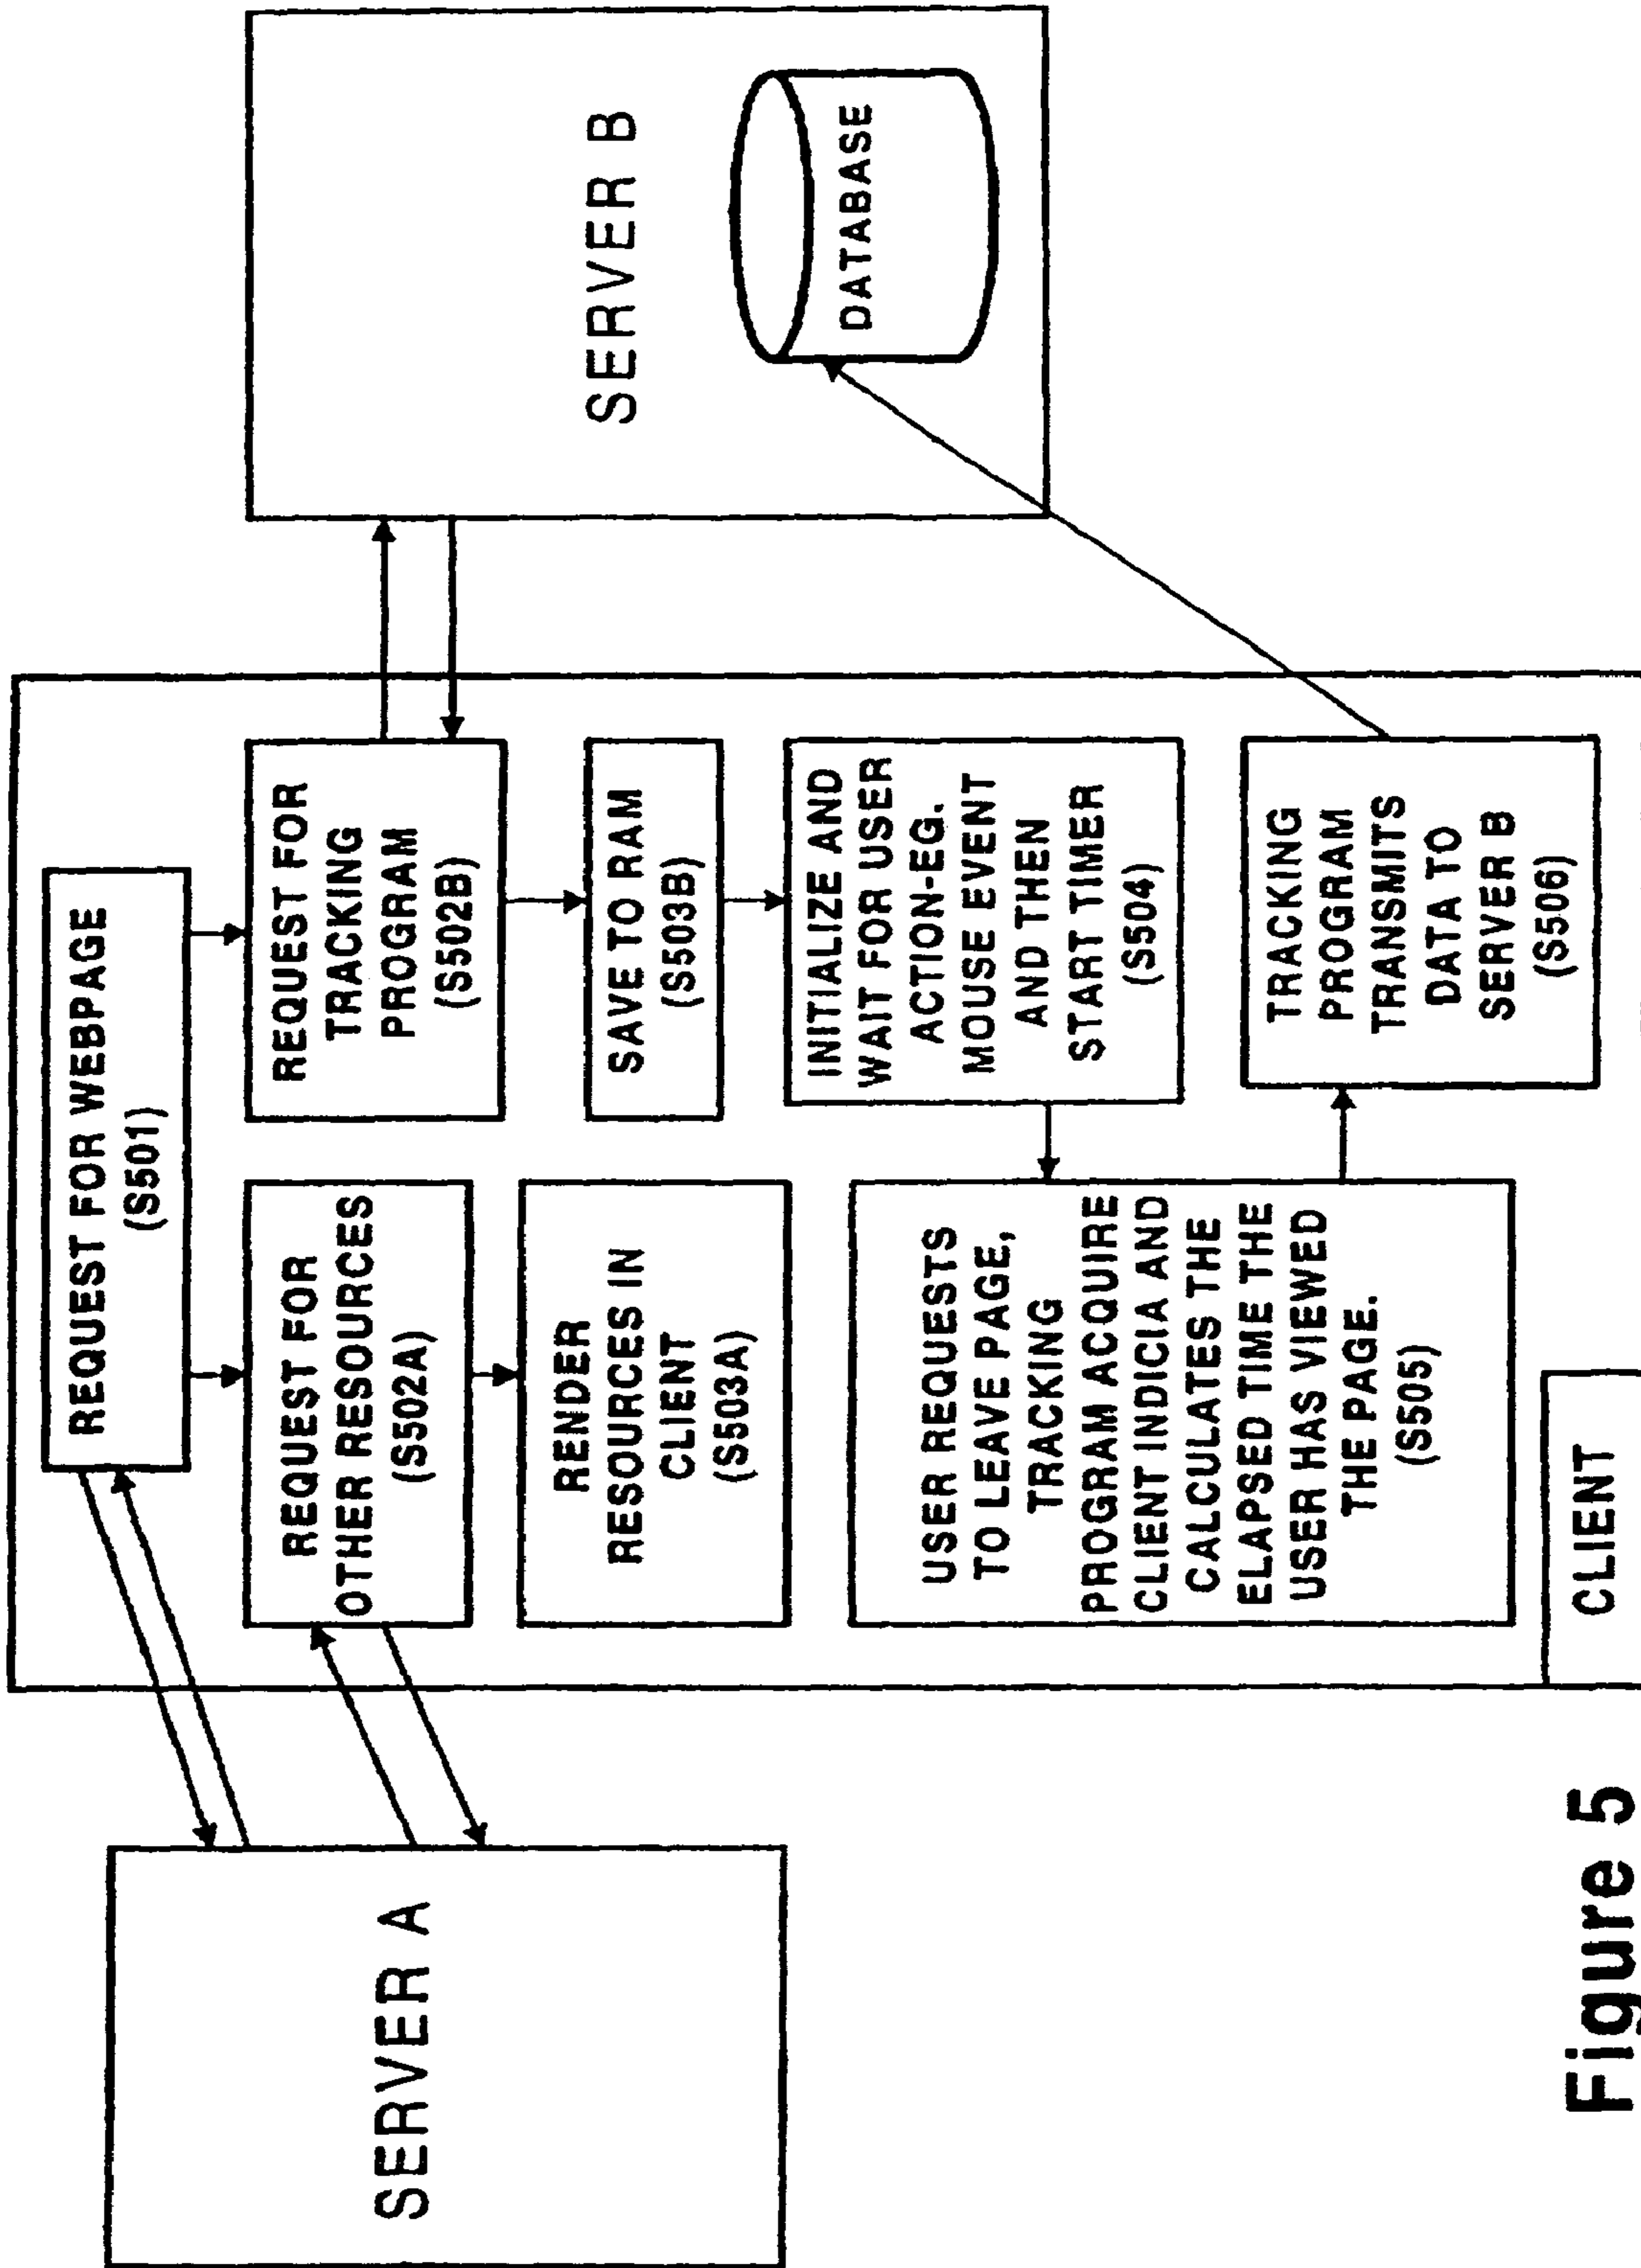 SERVER A
REQUEST FOR WEBPAGE
(S501)
REQUEST FOR
OTHER RESOURCES
(S502A)
REQUEST FOR
TRACKING
PROGRAM
(S502B)
RENDER
RESOURCES IN
CLIENT
(S503A)
SAVE TO RAM
(S503B)
INITIALIZE AND
WAIT FOR USER
ACTION-EG.
MOUSE EVENT
AND THEN
START TIMER
(S504)
USER REQUESTS
TO LEAVE PAGE,
TRACKING
PROGRAM ACQUIRE
CLIENT INDICIA AND
CALCULATES THE
ELAPSED TIME THE
USER HAS VIEWED
THE PAGE.
(S505)
TRACKING
PROGRAM
TRANSMITS
DATA TO
SERVER B
(S506)
CLIENT
SERVER B
DATABASE
Figure 5